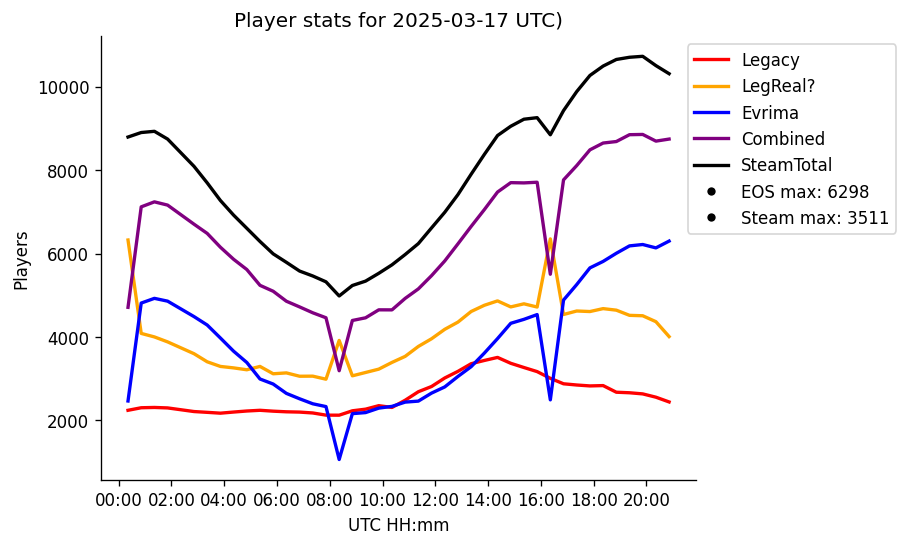 Player stats for 2025-03-17 UTC)
Players
10000
8000
6000
4000
2000
00:00 02:00 04:00 06:00 08:00 10:00 12:00 14:00 16:00 18:00 20:00
UTC HH:mm
Legacy
LegReal?
Evrima
Combined
SteamTotal
EOS max: 6298
Steam max: 3511